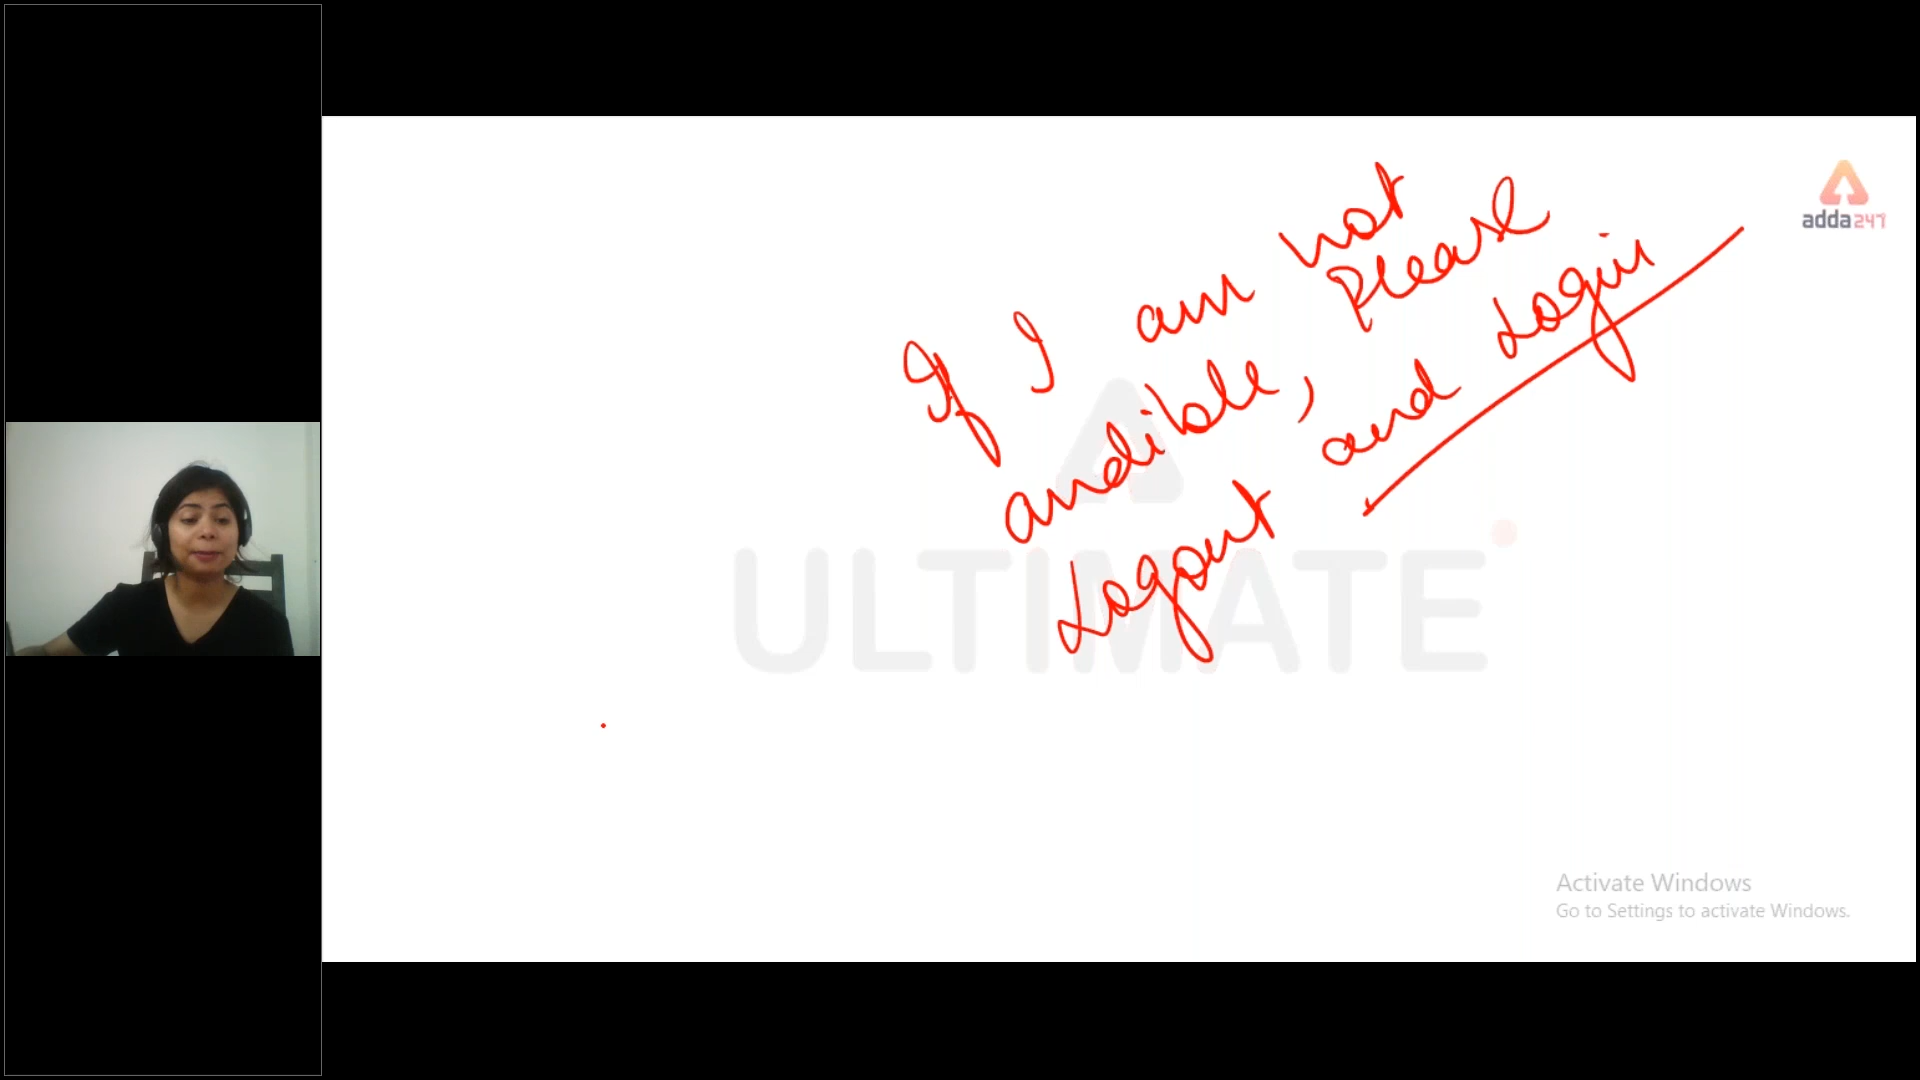 If I am not
audible, Please
Logout and Login
adda247
ULTIMATE
Activate Windows
Go to Settings to activate Windows.